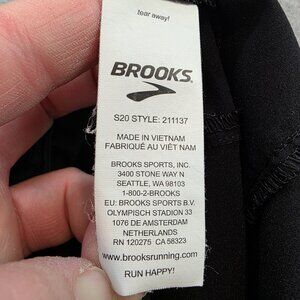 tear away!
BROOKS
S20 STYLE: 211137
MADE IN VIETNAM
FABRIQUÉ AU VIÊT NAM
BROOKS SPORTS, INC.
3400 STONE WAY N
SEATTLE, WA 98103
1-800-2-BROOKS
EU: BROOKS SPORTS B.V.
OLYMPISCH STADION 33
1076 DE AMSTERDAM
NETHERLANDS
RN 120275 CA 58323
www.brooksrunning.com
RUN HAPPY!